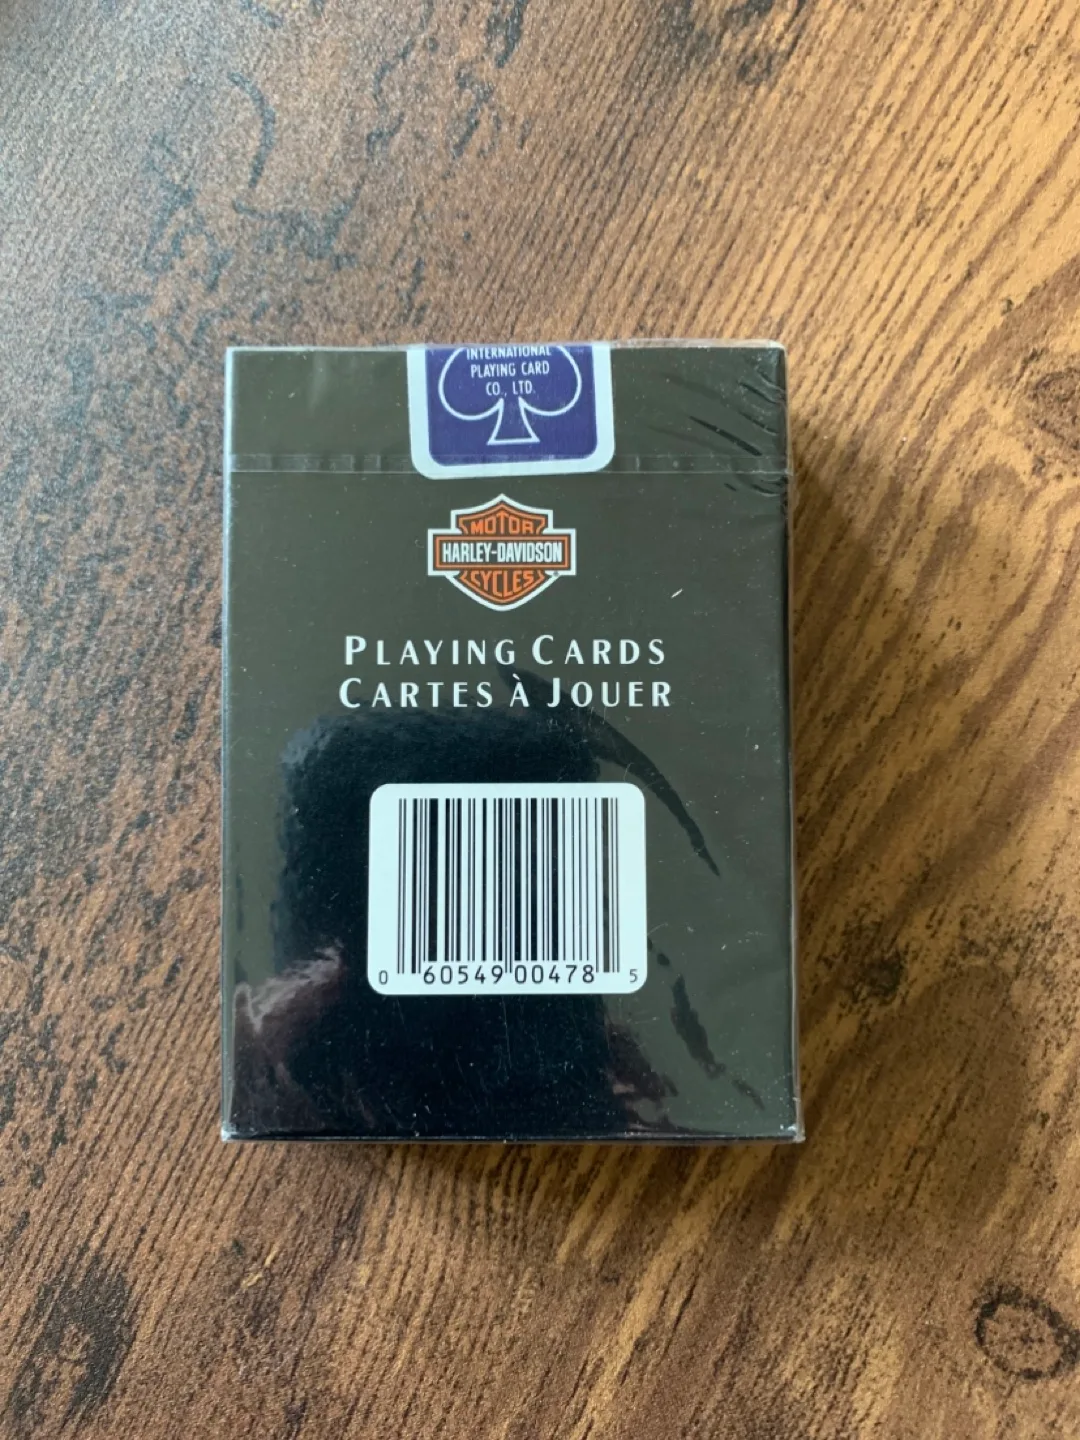 INTERNATIONAL
PLAYING CARD
CO., LTD.
MOTOR
HARLEY-DAVIDSON
CYCLES
PLAYING CARDS
CARTES À JOUER
0 60549 00478 5